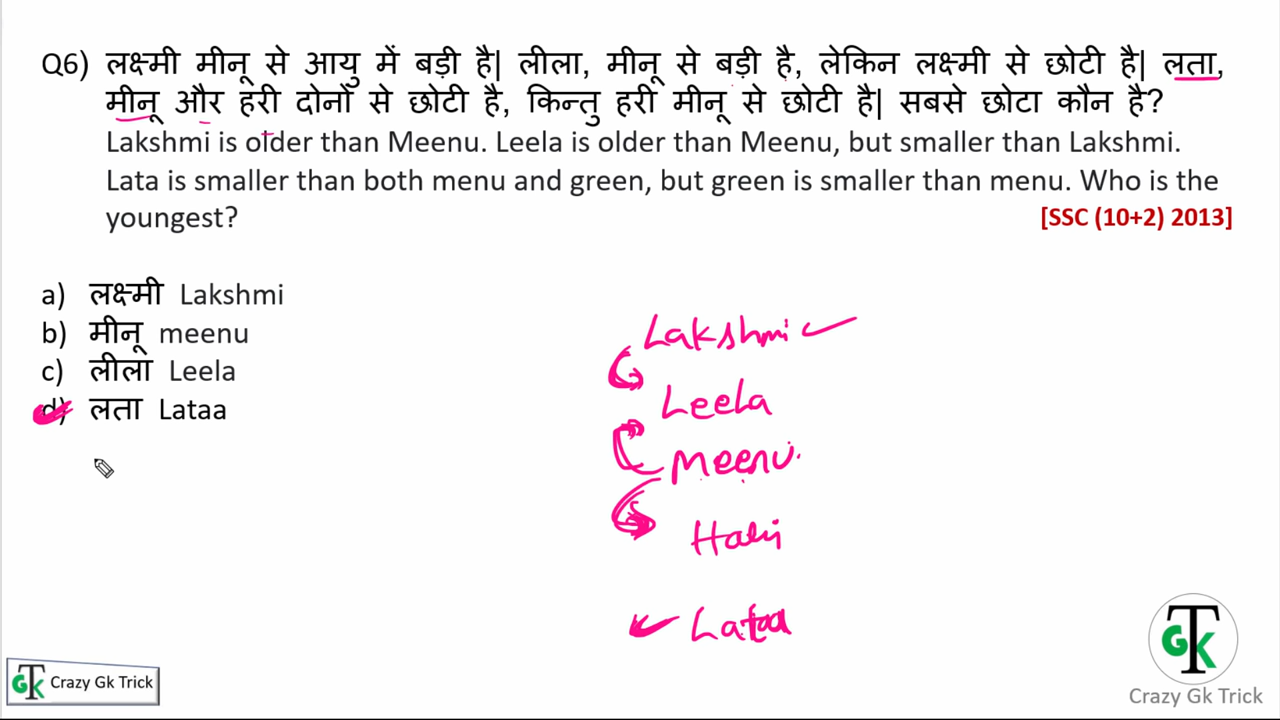 Q6) लक्ष्मी मीनू से आयु में बड़ी है| लीला, मीनू से बड़ी है, लेकिन लक्ष्मी से छोटी है| लता,
मीनू और हरी दोनों से छोटी है, किन्तु हरी मीनू से छोटी है| सबसे छोटा कौन है?
Lakshmi is older than Meenu. Leela is older than Meenu, but smaller than Lakshmi.
Lata is smaller than both menu and green, but green is smaller than menu. Who is the
youngest?
[SSC (10+2) 2013]
a) लक्ष्मी Lakshmi
b) मीनू meenu
c) लीला Leela
d) लता Lataa
Lakshmi
Leela
Meenu.
Hari
Lataa
GTK Crazy Gk Trick
GTK
Crazy Gk Trick